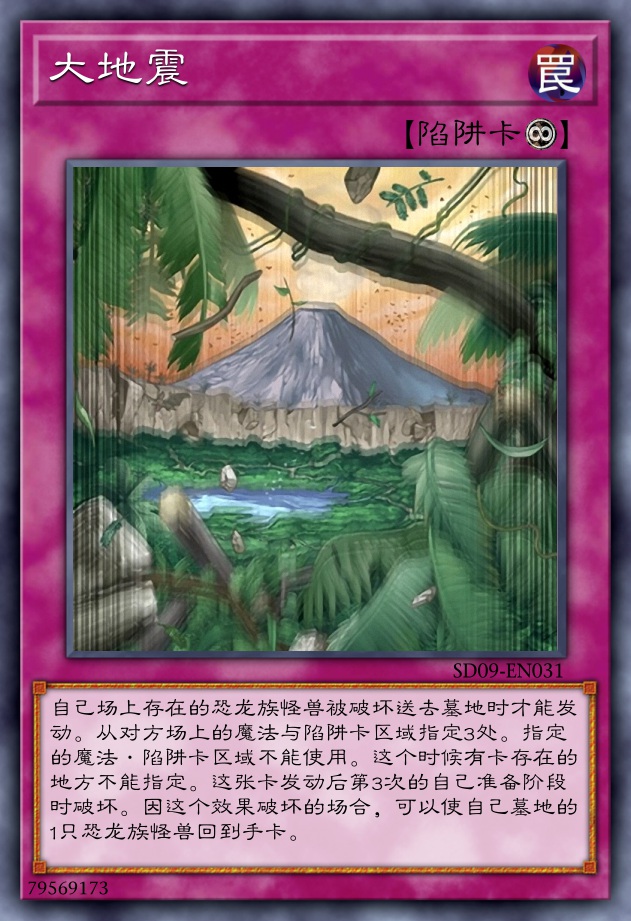 大地震
罠
【陷阱卡】
SD09-EN031
自己场上存在的恐龙族怪兽被破坏送去墓地时才能发
动。从对方场上的魔法与陷阱卡区域指定3处。指定
的魔法·陷阱卡区域不能使用。这个时候有卡存在的
地方不能指定。这张卡发动后第3次的自己准备阶段
时破坏。因这个效果破坏的场合，可以使自己墓地的
1只恐龙族怪兽回到手卡。
79569173